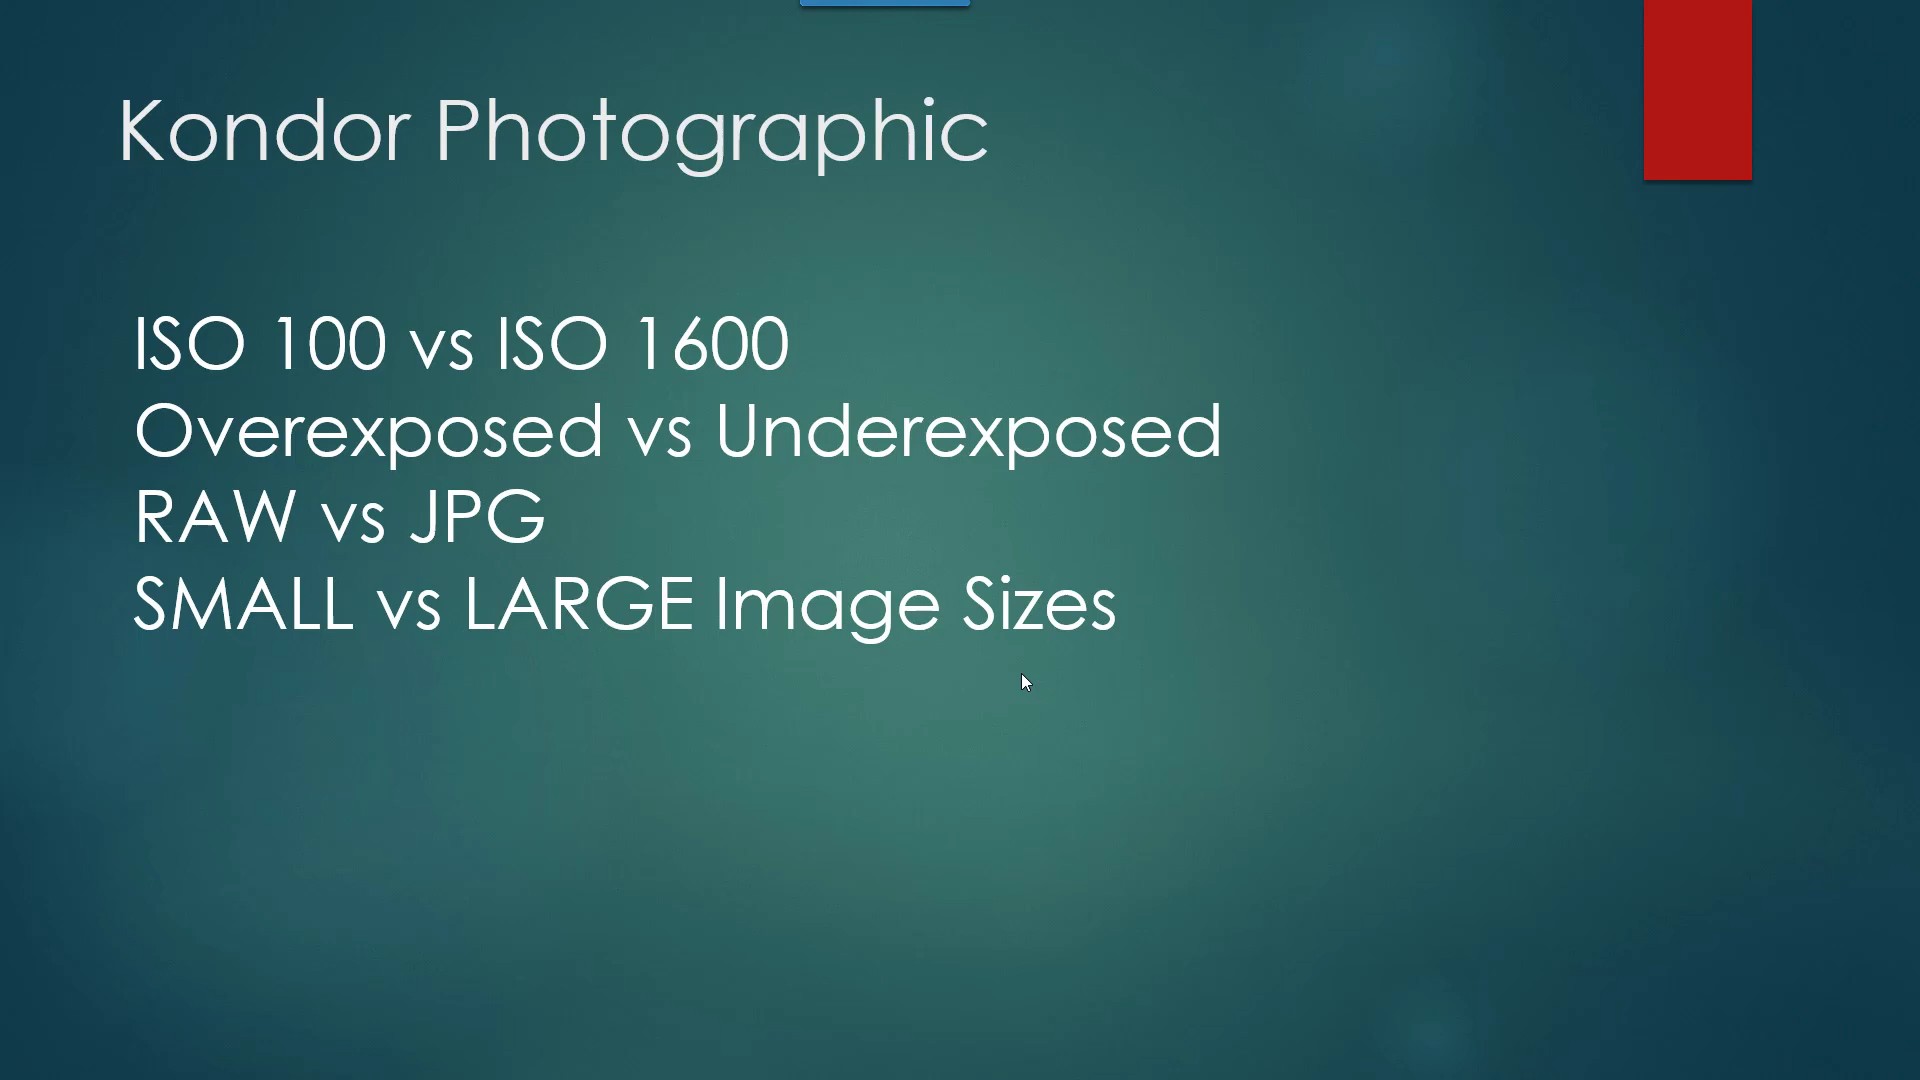 Kondor Photographic
ISO 100 vs ISO 1600
Overexposed vs Underexposed
RAW vs JPG
SMALL vs LARGE Image Sizes